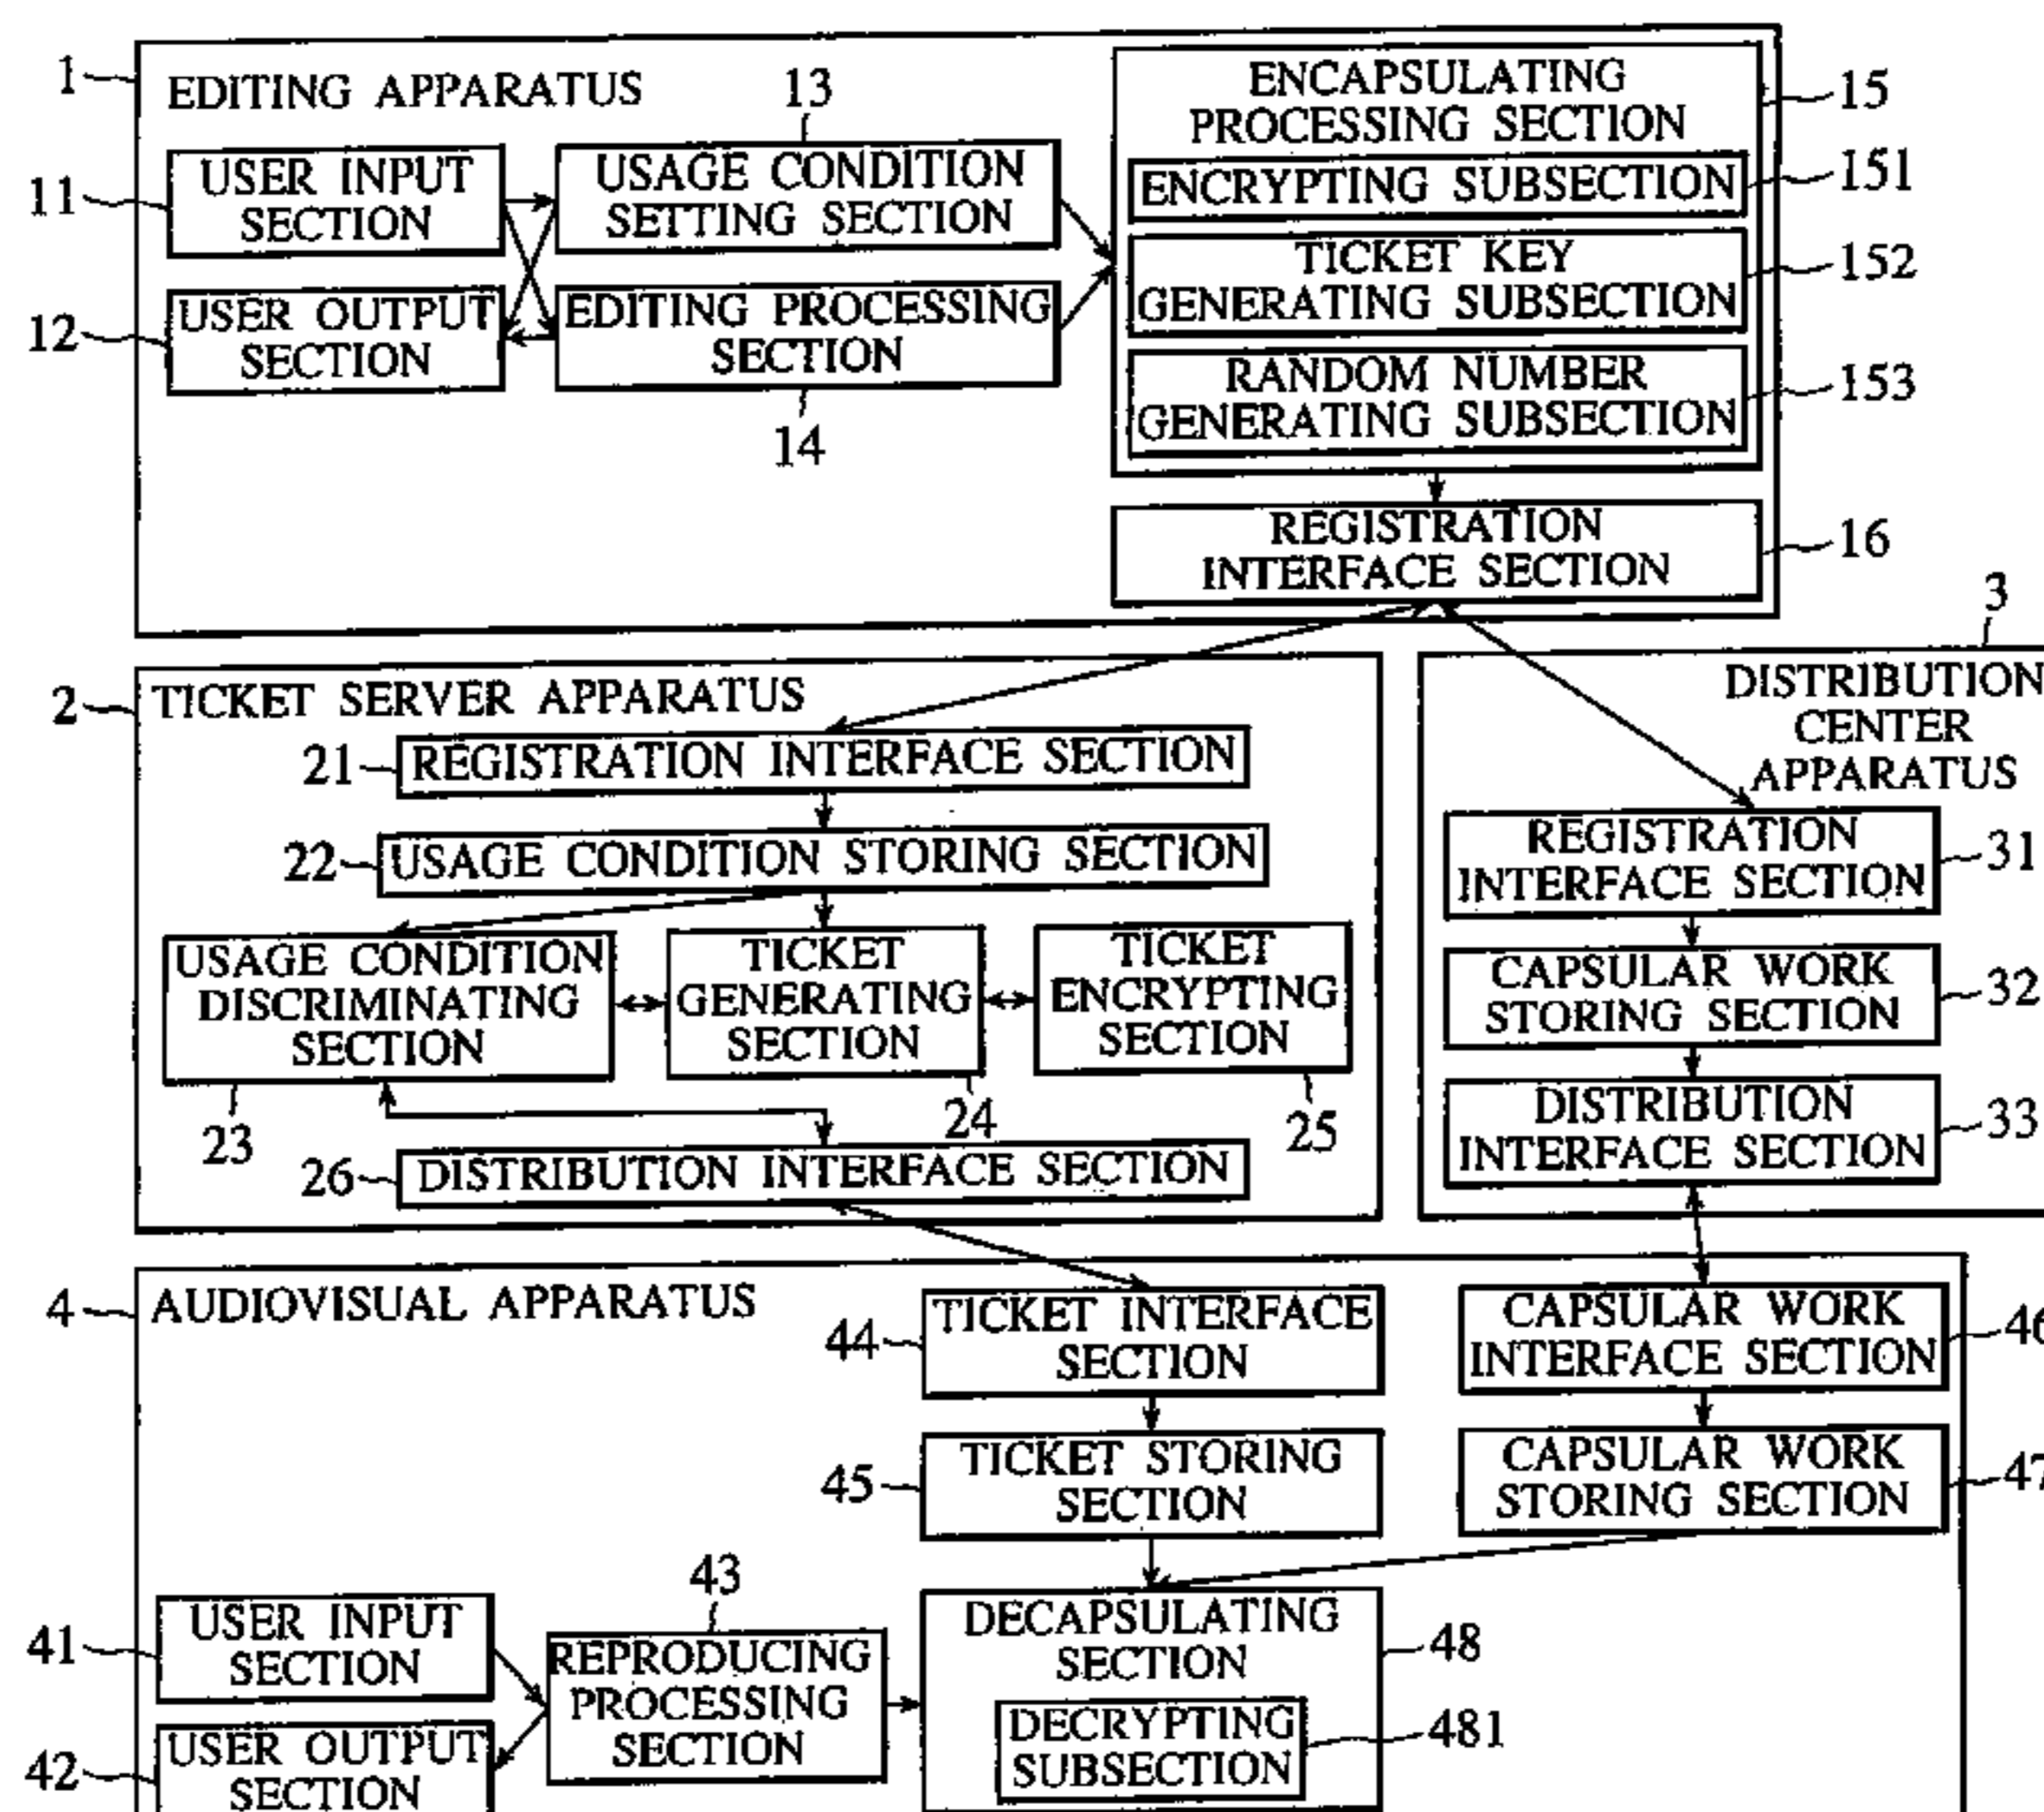 1
EDITING APPARATUS
13
ENCAPSULATING
PROCESSING SECTION
15
USER INPUT
SECTION
11
USAGE CONDITION
SETTING SECTION
ENCRYPTING SUBSECTION
151
TICKET KEY
GENERATING SUBSECTION
152
USER OUTPUT
SECTION
12
EDITING PROCESSING
SECTION
14
RANDOM NUMBER
GENERATING SUBSECTION
153
REGISTRATION
INTERFACE SECTION
16
3
2
TICKET SERVER APPARATUS
DISTRIBUTION
CENTER
APPARATUS
21
REGISTRATION INTERFACE SECTION
22
USAGE CONDITION STORING SECTION
REGISTRATION
INTERFACE SECTION
31
USAGE CONDITION
DISCRIMINATING
SECTION
23
TICKET
GENERATING
SECTION
24
TICKET
ENCRYPTING
SECTION
25
CAPSULAR WORK
STORING SECTION
32
DISTRIBUTION
INTERFACE SECTION
33
26
DISTRIBUTION INTERFACE SECTION
4
AUDIOVISUAL APPARATUS
44
TICKET INTERFACE
SECTION
CAPSULAR WORK
INTERFACE SECTION
46
45
TICKET STORING
SECTION
CAPSULAR WORK
STORING SECTION
47
43
41
USER INPUT
SECTION
REPRODUCING
PROCESSING
SECTION
DECAPSULATING
SECTION
48
DECRYPTING
SUBSECTION
481
42
USER OUTPUT
SECTION